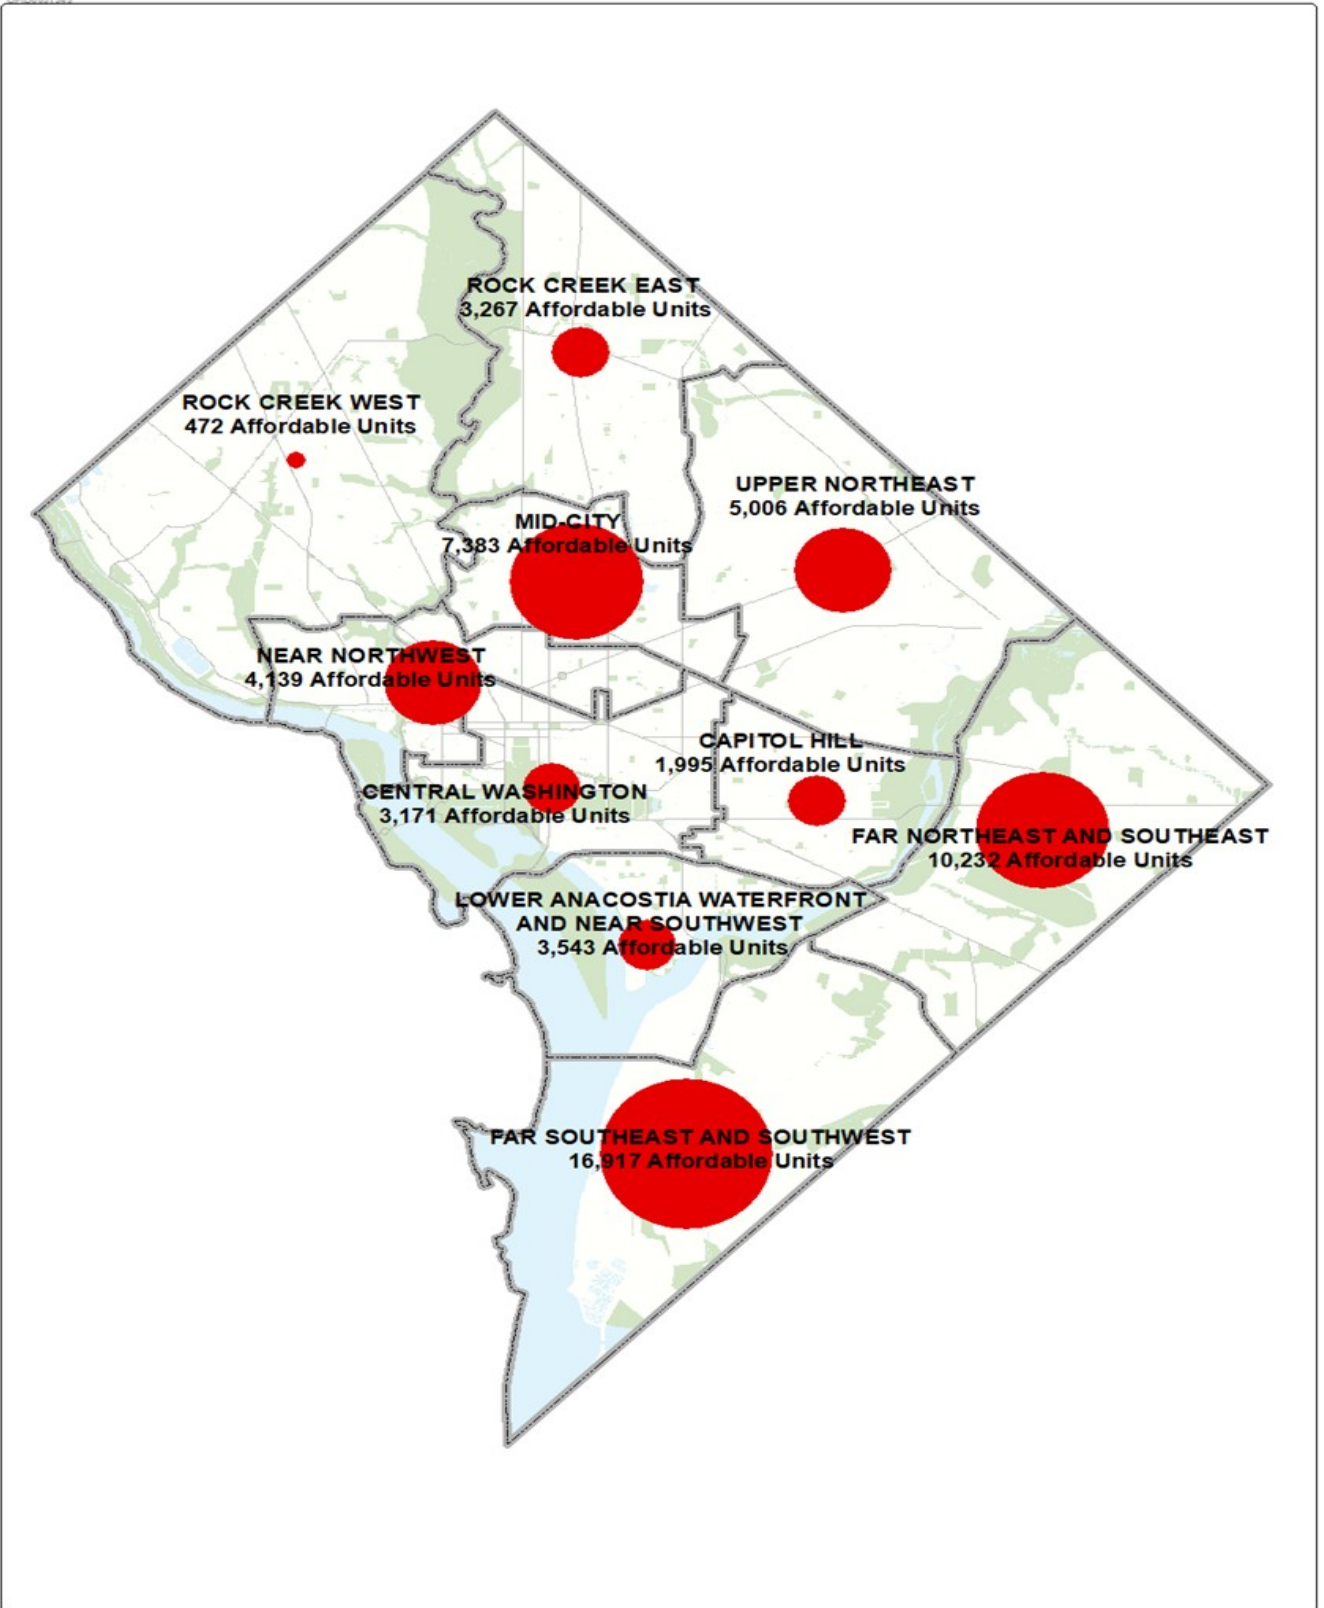 ROCK CREEK EAST
3,267 Affordable Units
ROCK CREEK WEST
472 Affordable Units
UPPER NORTHEAST
5,006 Affordable Units
MID-CITY
7,383 Affordable Units
NEAR NORTHWEST
4,139 Affordable Units
CAPITOL HILL
1,995 Affordable Units
CENTRAL WASHINGTON
3,171 Affordable Units
FAR NORTHEAST AND SOUTHEAST
10,232 Affordable Units
LOWER ANACOSTIA WATERFRONT
AND NEAR SOUTHWEST
3,543 Affordable Units
FAR SOUTHEAST AND SOUTHWEST
16,917 Affordable Units